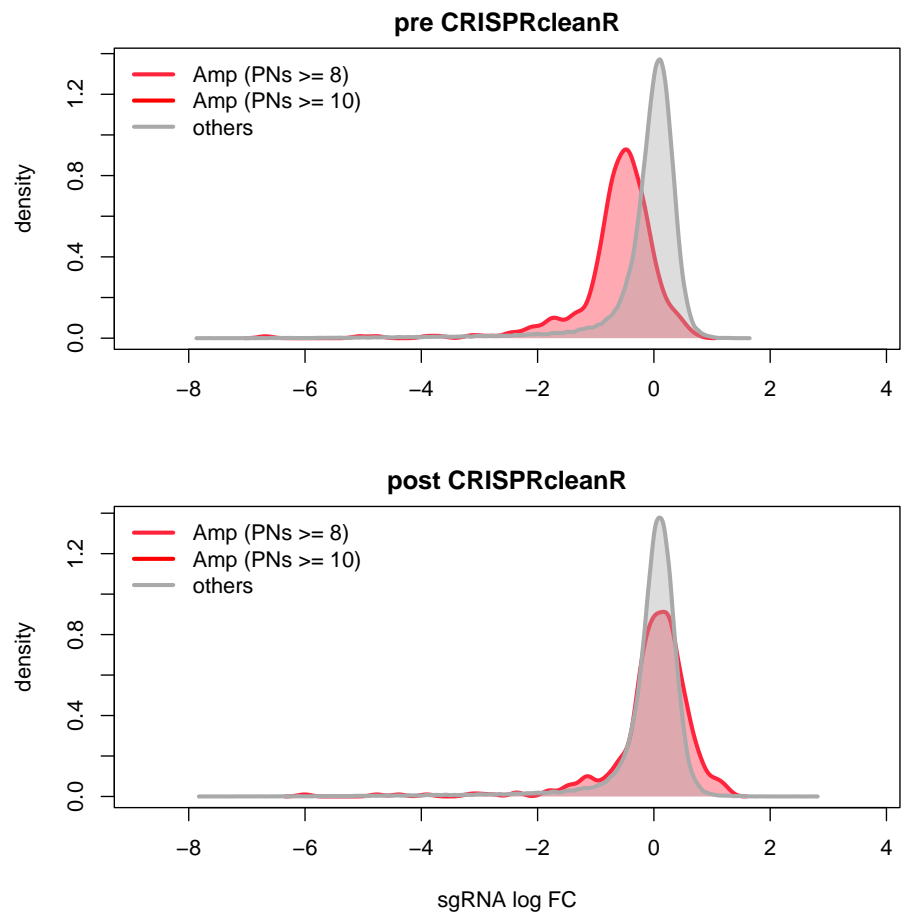 pre CRISPRcleanR
Amp (PNs >= 8)
Amp (PNs >= 10)
others
density
0.0 0.4 0.8 1.2
−8 −6 −4 −2 0 2 4
post CRISPRcleanR
Amp (PNs >= 8)
Amp (PNs >= 10)
others
density
0.0 0.4 0.8 1.2
−8 −6 −4 −2 0 2 4
sgRNA log FC